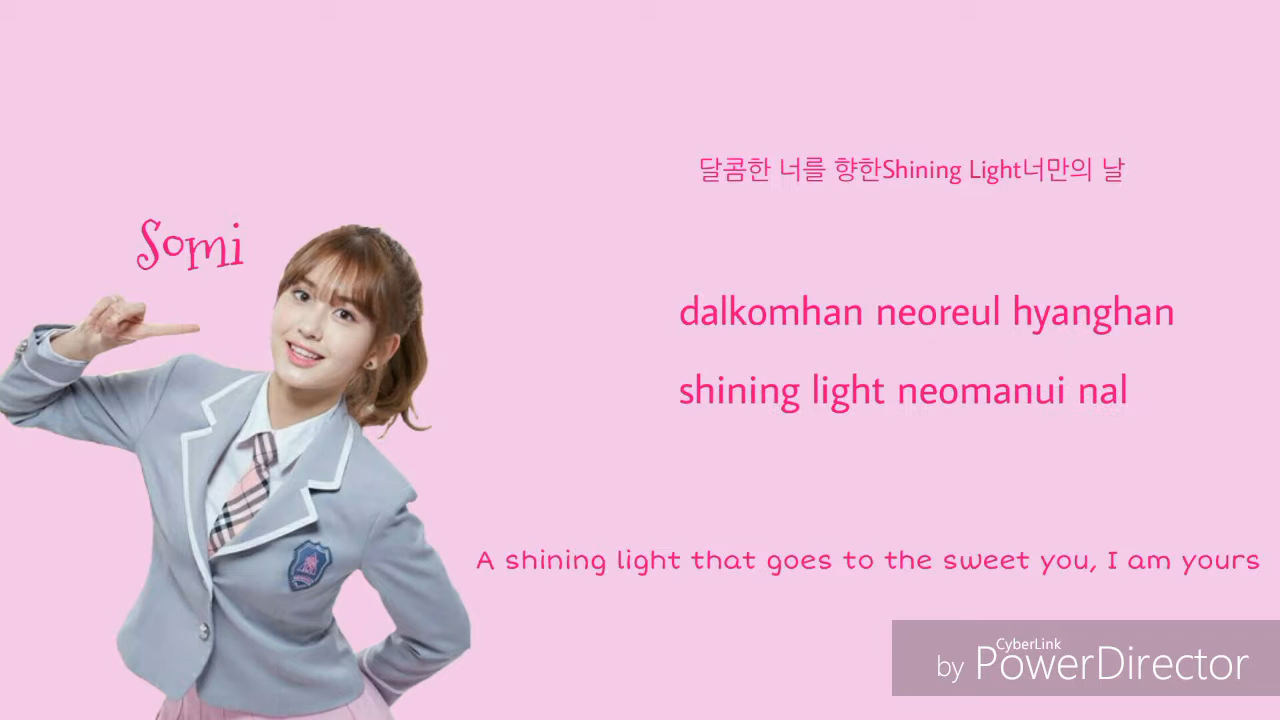 달콤한 너를 향한Shining Light너만의 날
Somi
dalkomhan neoreul hyanghan
shining light neomanui nal
A shining light that goes to the sweet you, I am yours
CyberLink
by PowerDirector